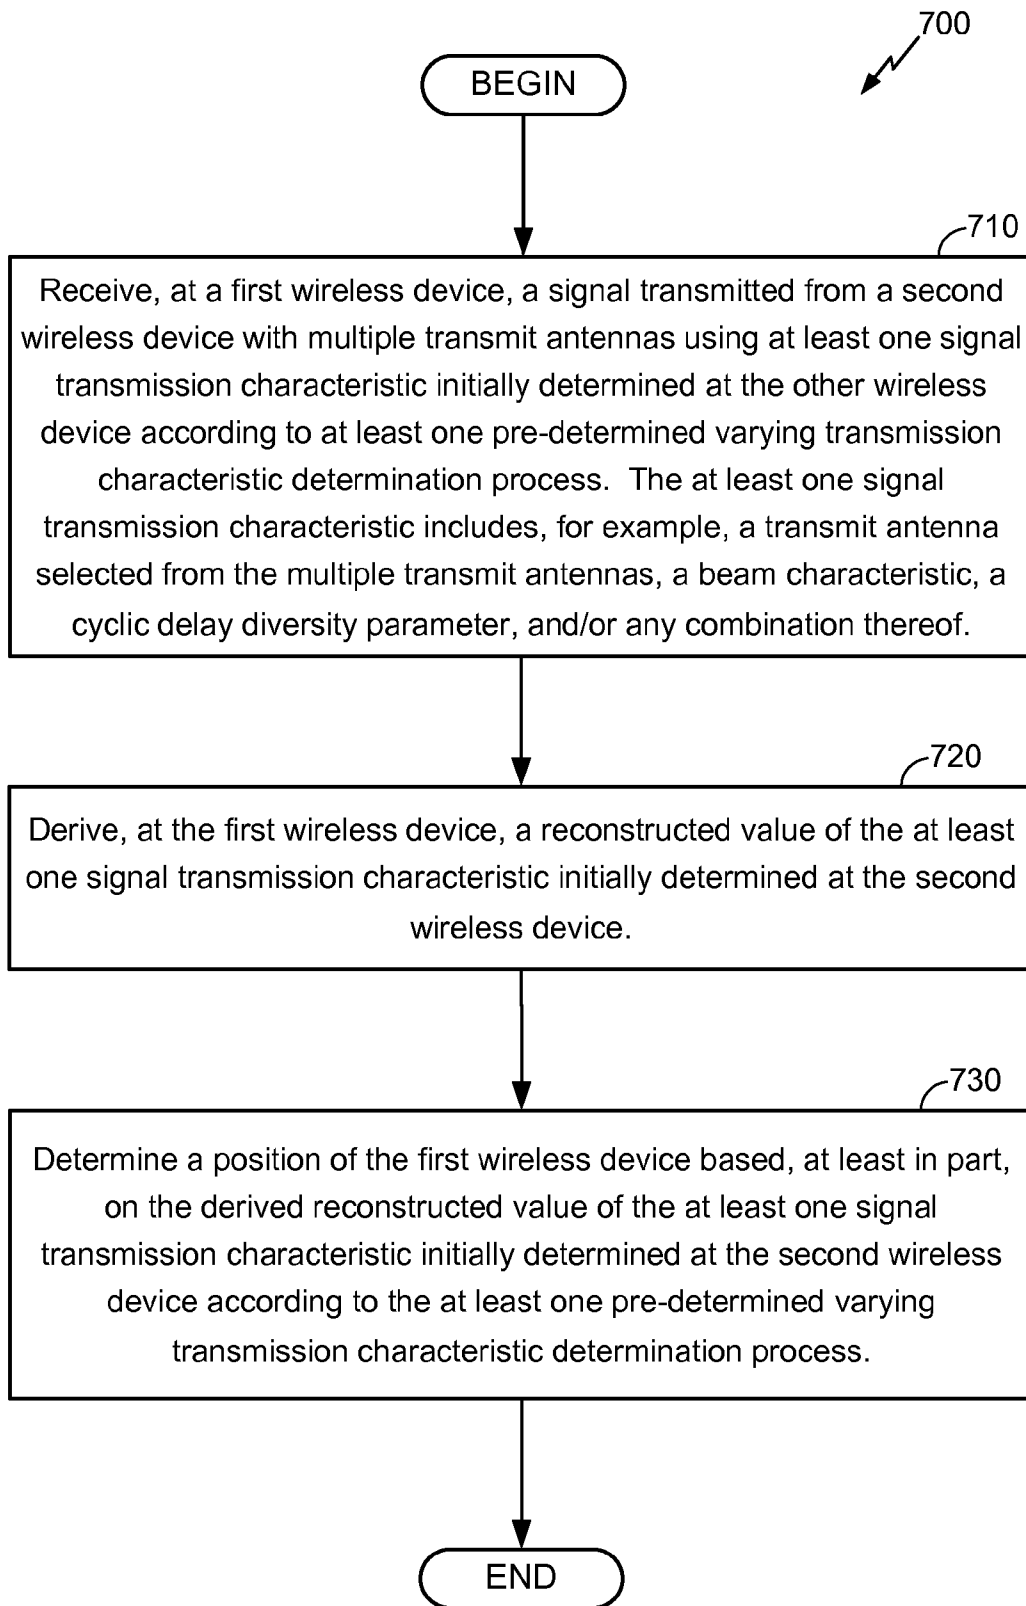 700
BEGIN
710
Receive, at a first wireless device, a signal transmitted from a second
wireless device with multiple transmit antennas using at least one signal
transmission characteristic initially determined at the other wireless
device according to at least one pre-determined varying transmission
characteristic determination process.  The at least one signal
transmission characteristic includes, for example, a transmit antenna
selected from the multiple transmit antennas, a beam characteristic, a
cyclic delay diversity parameter, and/or any combination thereof.
720
Derive, at the first wireless device, a reconstructed value of the at least
one signal transmission characteristic initially determined at the second
wireless device.
730
Determine a position of the first wireless device based, at least in part,
on the derived reconstructed value of the at least one signal
transmission characteristic initially determined at the second wireless
device according to the at least one pre-determined varying
transmission characteristic determination process.
END